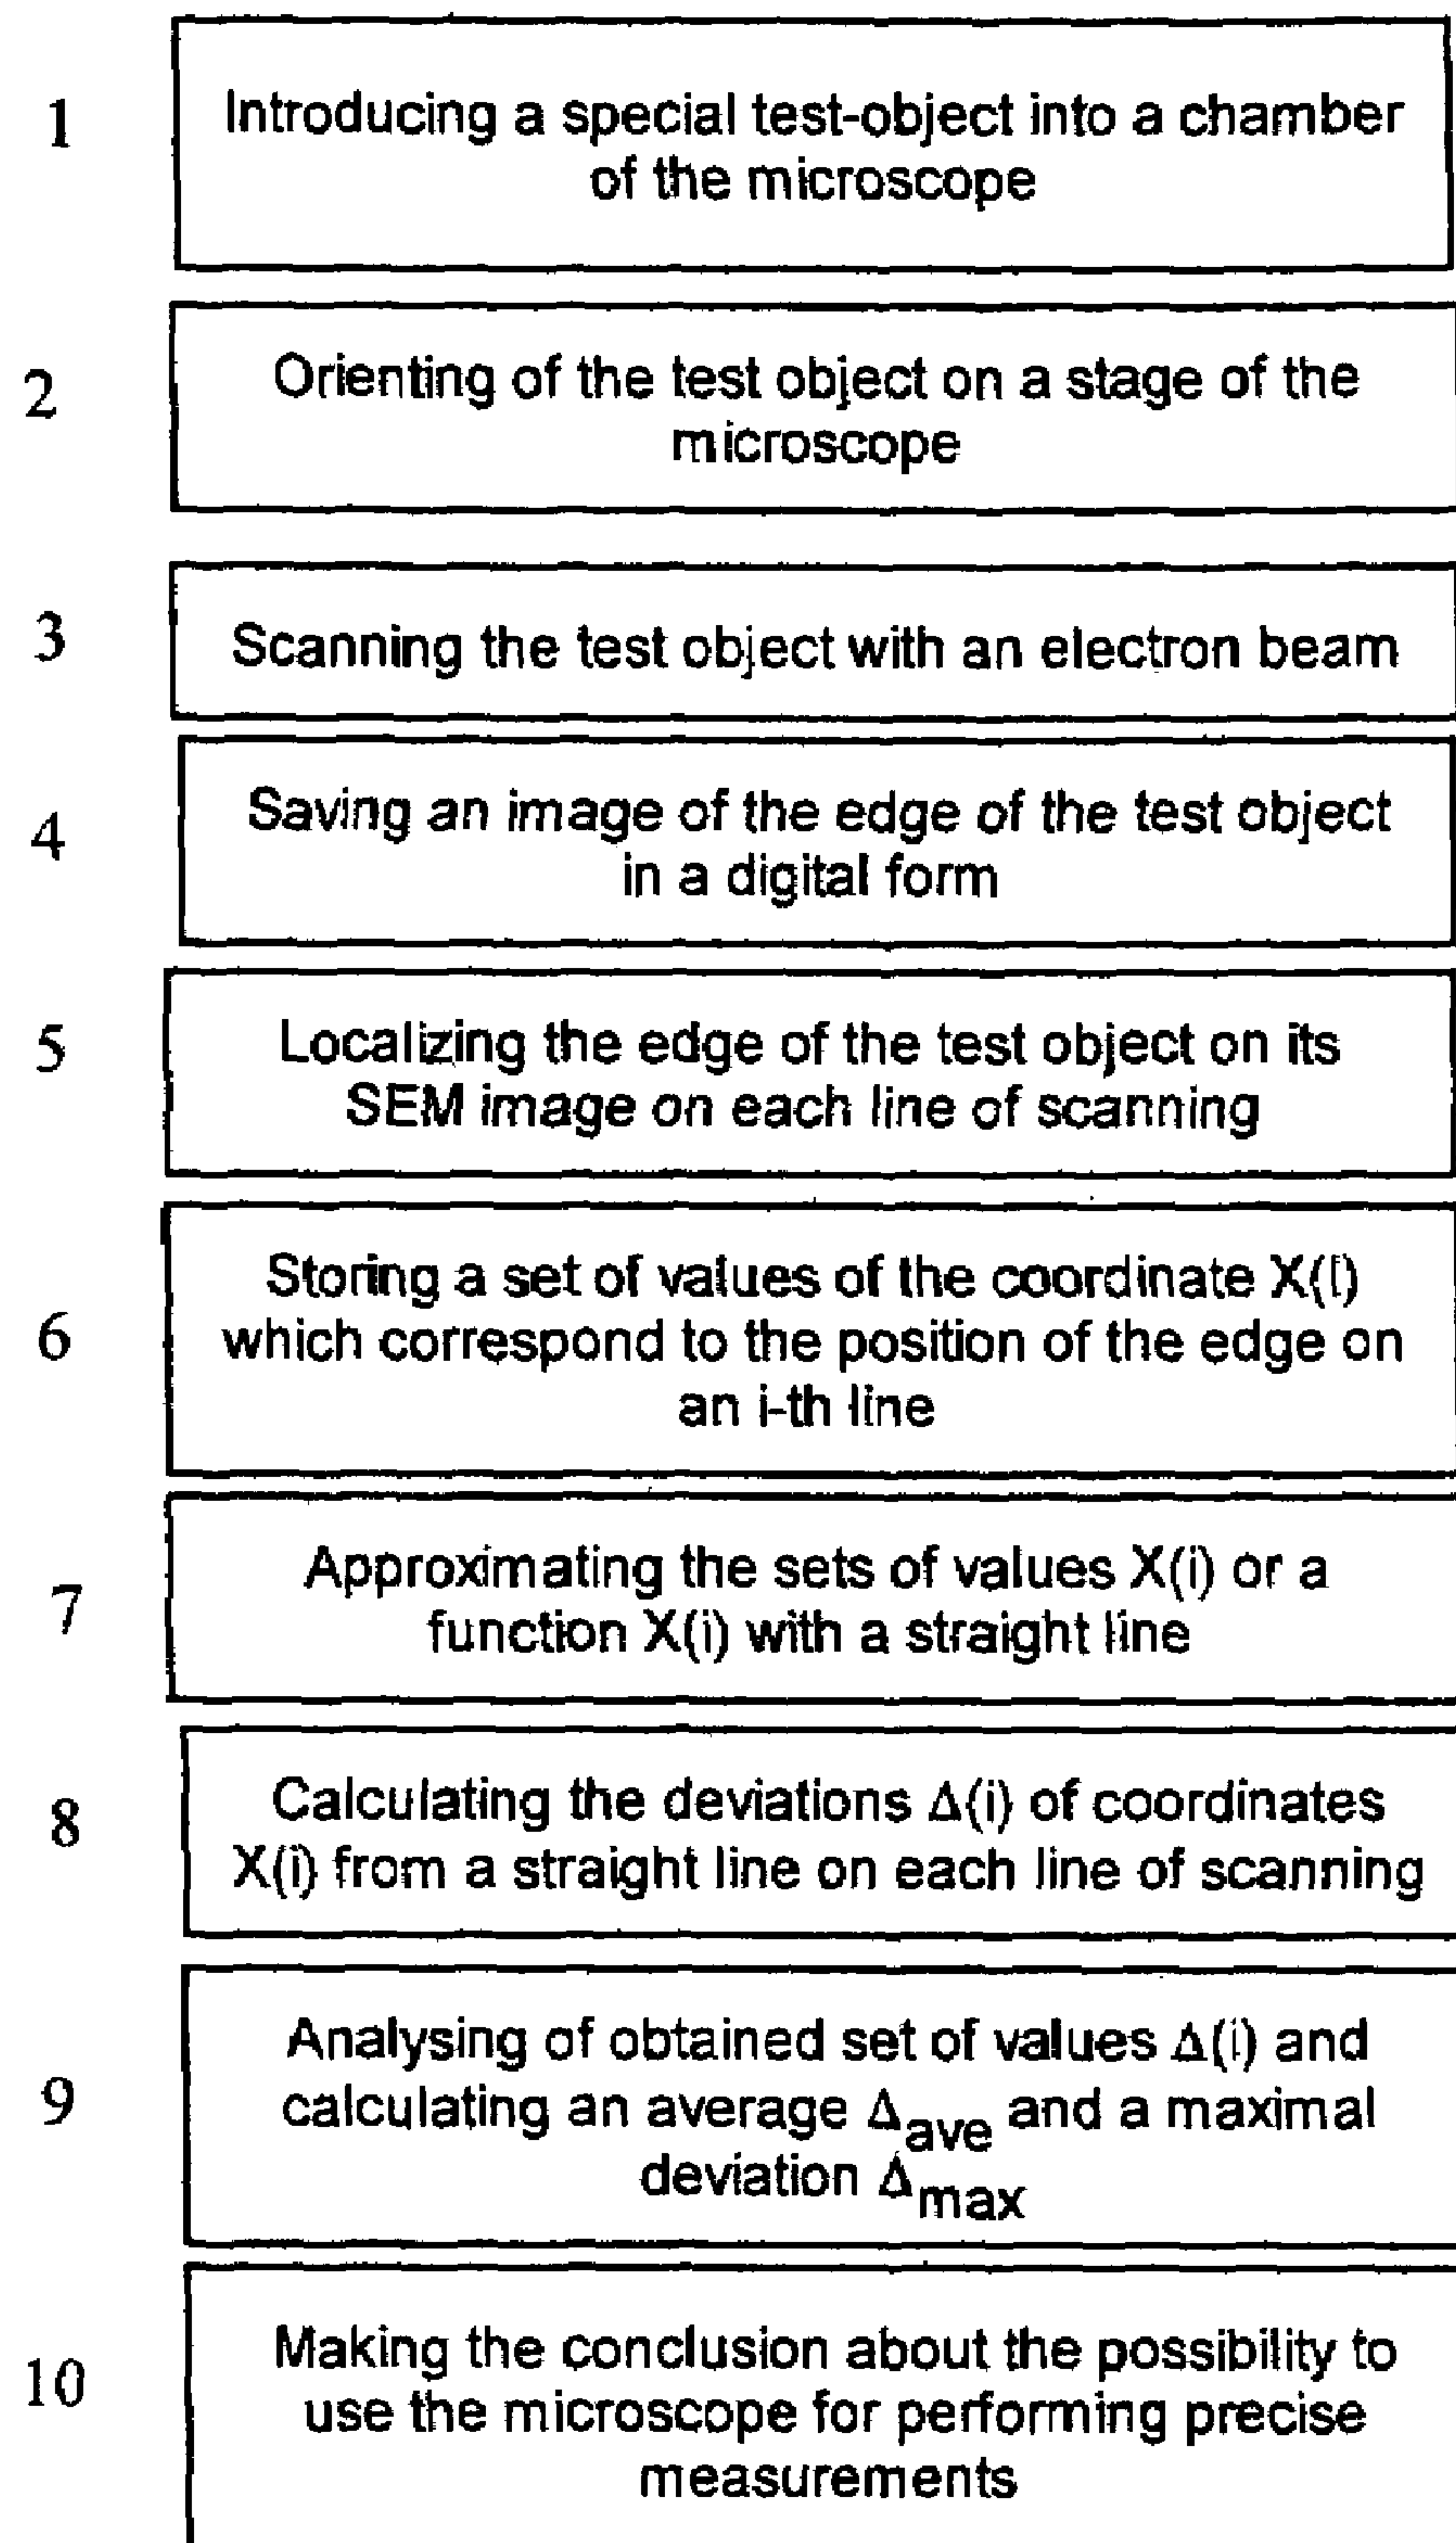 1
Introducing a special test-object into a chamber
of the microscope
2
Orienting of the test object on a stage of the
microscope
3
Scanning the test object with an electron beam
4
Saving an image of the edge of the test object
in a digital form
5
Localizing the edge of the test object on its
SEM image on each line of scanning
6
Storing a set of values of the coordinate X(i)
which correspond to the position of the edge on
an i-th line
7
Approximating the sets of values X(i) or a
function X(i) with a straight line
8
Calculating the deviations Δ(i) of coordinates
X(i) from a straight line on each line of scanning
9
Analysing of obtained set of values Δ(i) and
calculating an average Δave and a maximal
deviation Δmax
10
Making the conclusion about the possibility to
use the microscope for performing precise
measurements